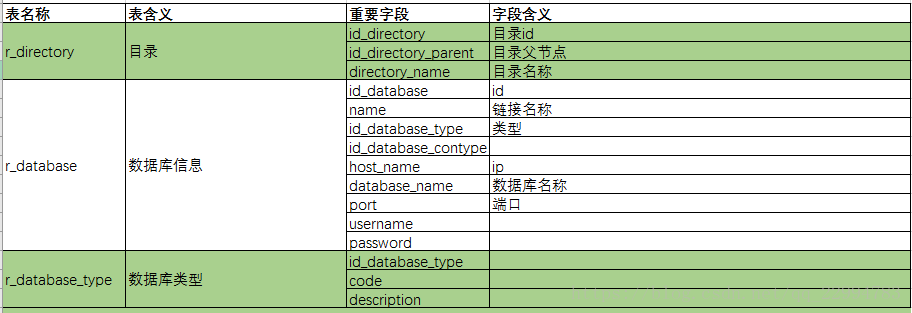 表名称 表含义 重要字段 字段含义
r_directory 目录 id_directory 目录id
id_directory_parent 目录父节点
directory_name 目录名称
r_database 数据库信息 id_database id
name 链接名称
id_database_type 类型
id_database_contype
host_name ip
database_name 数据库名称
port 端口
username
password
r_database_type 数据库类型 id_database_type
code
description